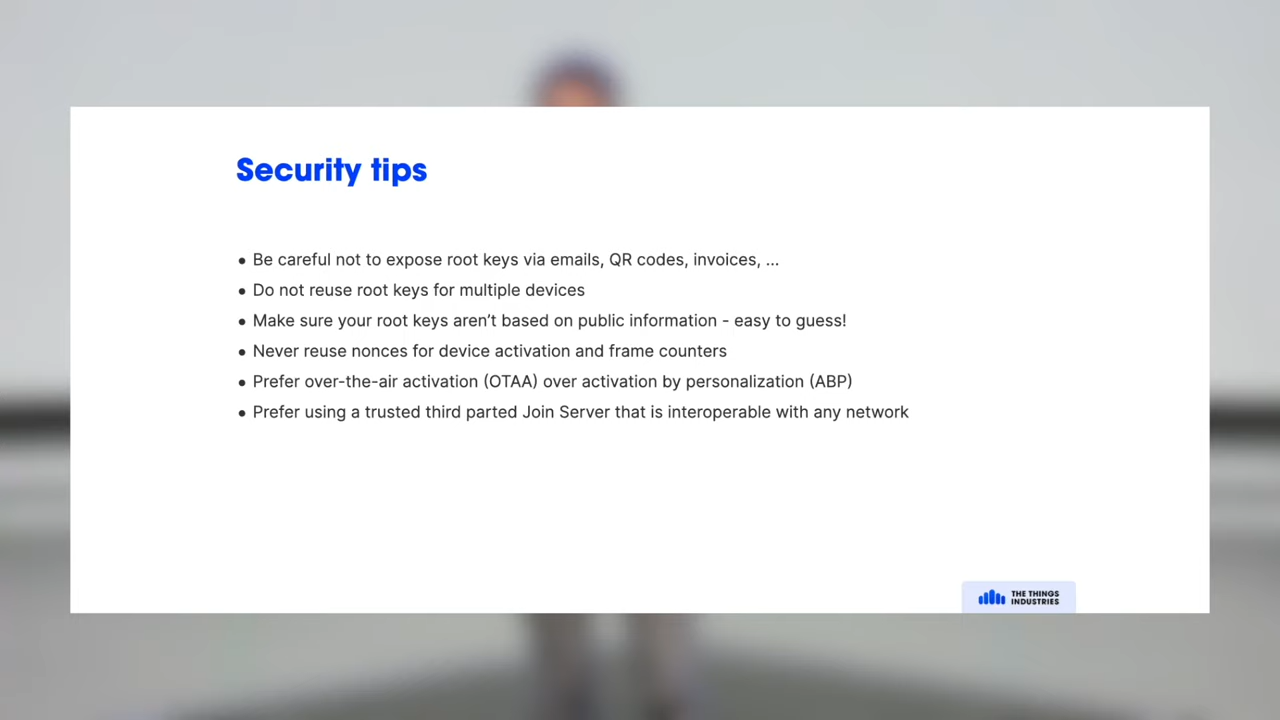 Security tips
• Be careful not to expose root keys via emails, QR codes, invoices, ...
• Do not reuse root keys for multiple devices
• Make sure your root keys aren’t based on public information - easy to guess!
• Never reuse nonces for device activation and frame counters
• Prefer over-the-air activation (OTAA) over activation by personalization (ABP)
• Prefer using a trusted third parted Join Server that is interoperable with any network
THE THINGS
INDUSTRIES